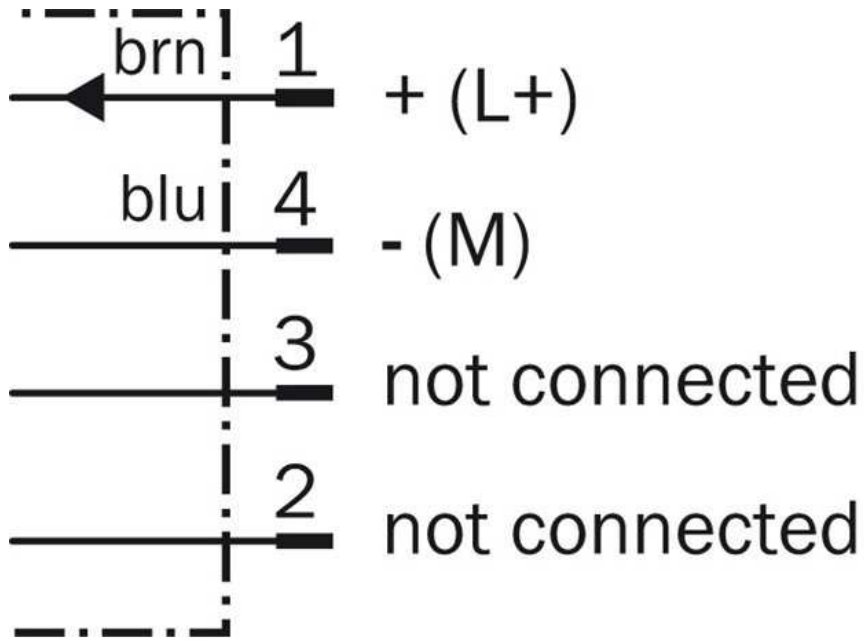 brn 1 + (L+)
blu 4 - (M)
3 not connected
2 not connected